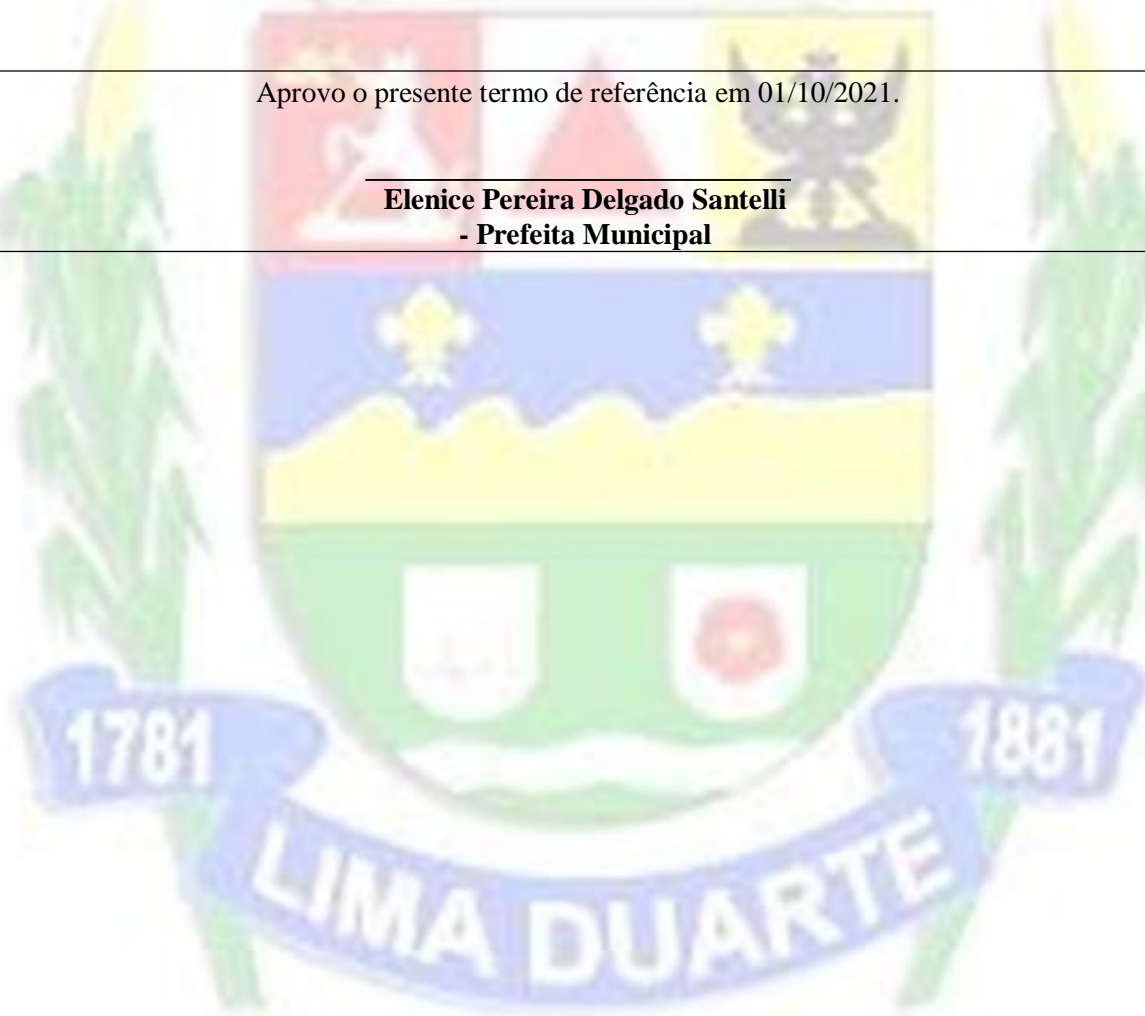 Aprovo o presente termo de referência em 01/10/2021.
Elenice Pereira Delgado Santelli
- Prefeita Municipal
1781
1881
LIMA DUARTE